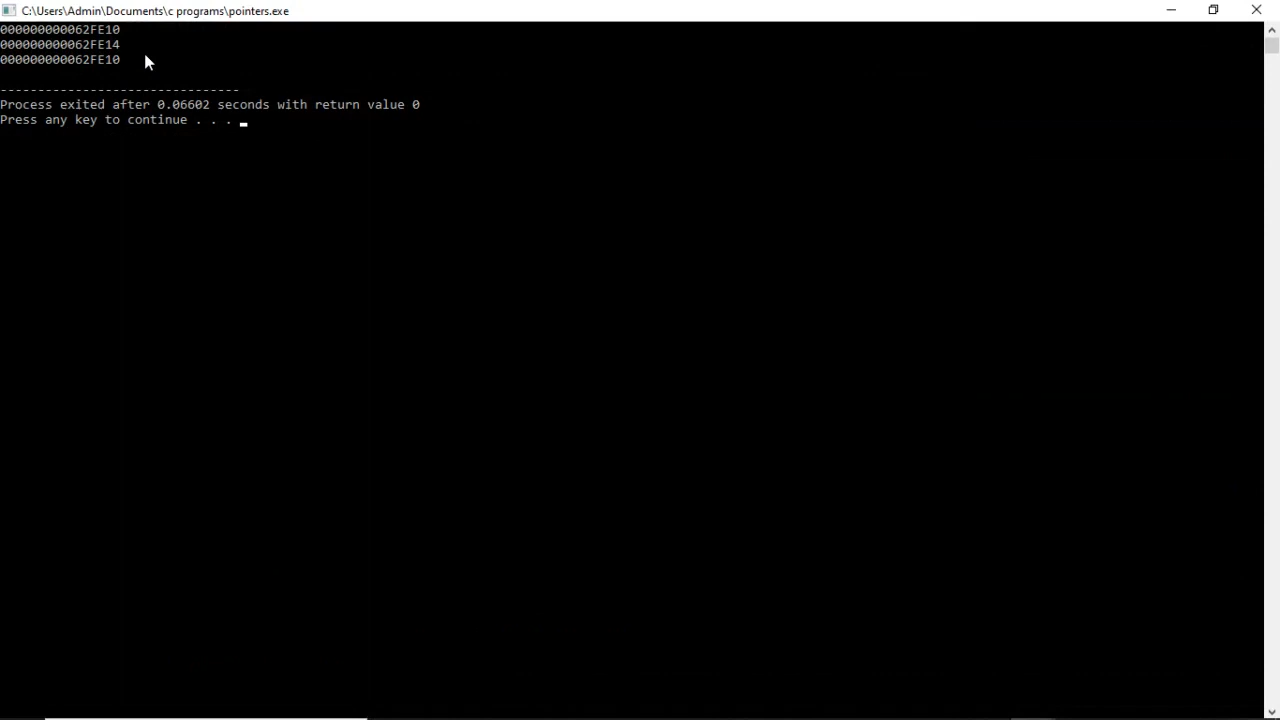 C:\Users\Admin\Documents\c programs\pointers.exe
000000000062FE10
000000000062FE14
000000000062FE10
--------------------------------
Process exited after 0.06602 seconds with return value 0
Press any key to continue . . .